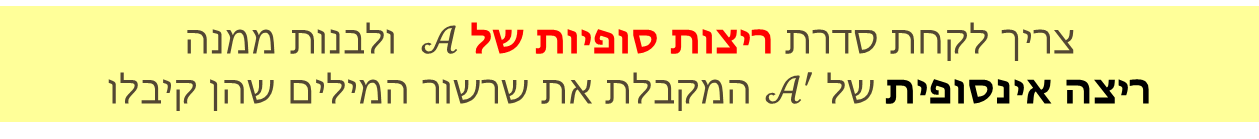 צריך לקחת סדרת ריצות סופיות של 𝒜 ולבנות ממנה
ריצה אינסופית של 𝒜′ המקבלת את שרשור המילים שהן קיבלו